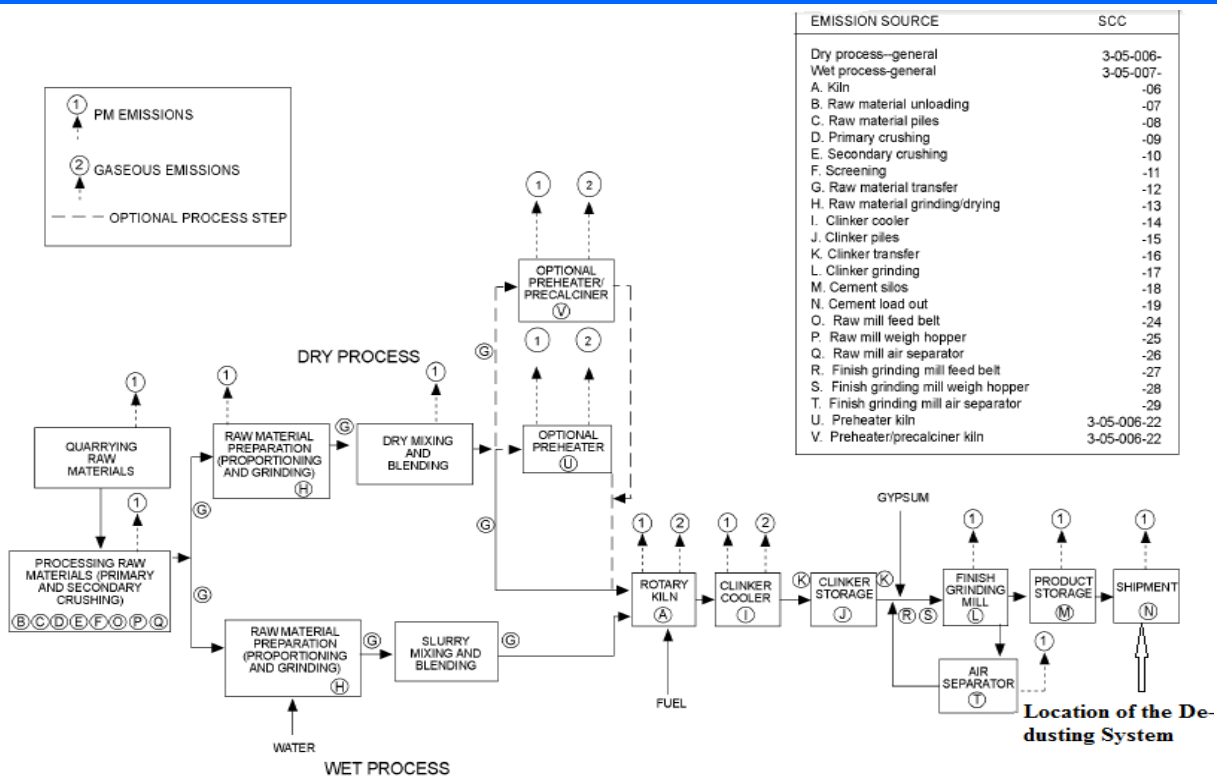 EMISSION SOURCE SCC
Dry process--general 3-05-006-
Wet process-general 3-05-007-
A. Kiln -06
B. Raw material unloading -07
C. Raw material piles -08
D. Primary crushing -09
E. Secondary crushing -10
F. Screening -11
G. Raw material transfer -12
H. Raw material grinding/drying -13
I. Clinker cooler -14
J. Clinker piles -15
K. Clinker transfer -16
L. Clinker grinding -17
M. Cement silos -18
N. Cement load out -19
O. Raw mill feed belt -24
P. Raw mill weigh hopper -25
Q. Raw mill air separator -26
R. Finish grinding mill feed belt -27
S. Finish grinding mill weigh hopper -28
T. Finish grinding mill air separator -29
U. Preheater kiln 3-05-006-22
V. Preheater/precalciner kiln 3-05-006-22
1 PM EMISSIONS
2 GASEOUS EMISSIONS
OPTIONAL PROCESS STEP
1 2
OPTIONAL
PREHEATER/
PRECALCINER
V
G
DRY PROCESS
1 2
OPTIONAL
PREHEATER
U
1
QUARRYING
RAW
MATERIALS
1
RAW MATERIAL
PREPARATION
(PROPORTIONING
AND GRINDING)
H
G
1
DRY MIXING
AND
BLENDING
G
G
1
PROCESSING RAW
MATERIALS (PRIMARY
AND SECONDARY
CRUSHING)
B C D E F O P Q
G
RAW MATERIAL
PREPARATION
(PROPORTIONING
AND GRINDING)
H
G
SLURRY
MIXING AND
BLENDING
G
WATER
WET PROCESS
1 2
ROTARY
KILN
A
FUEL
1 2
CLINKER
COOLER
I
K
CLINKER
STORAGE
J
K
GYPSUM
R S
1
FINISH
GRINDING
MILL
L
1
AIR
SEPARATOR
T
1
PRODUCT
STORAGE
M
1
SHIPMENT
N
Location of the De-
dusting System